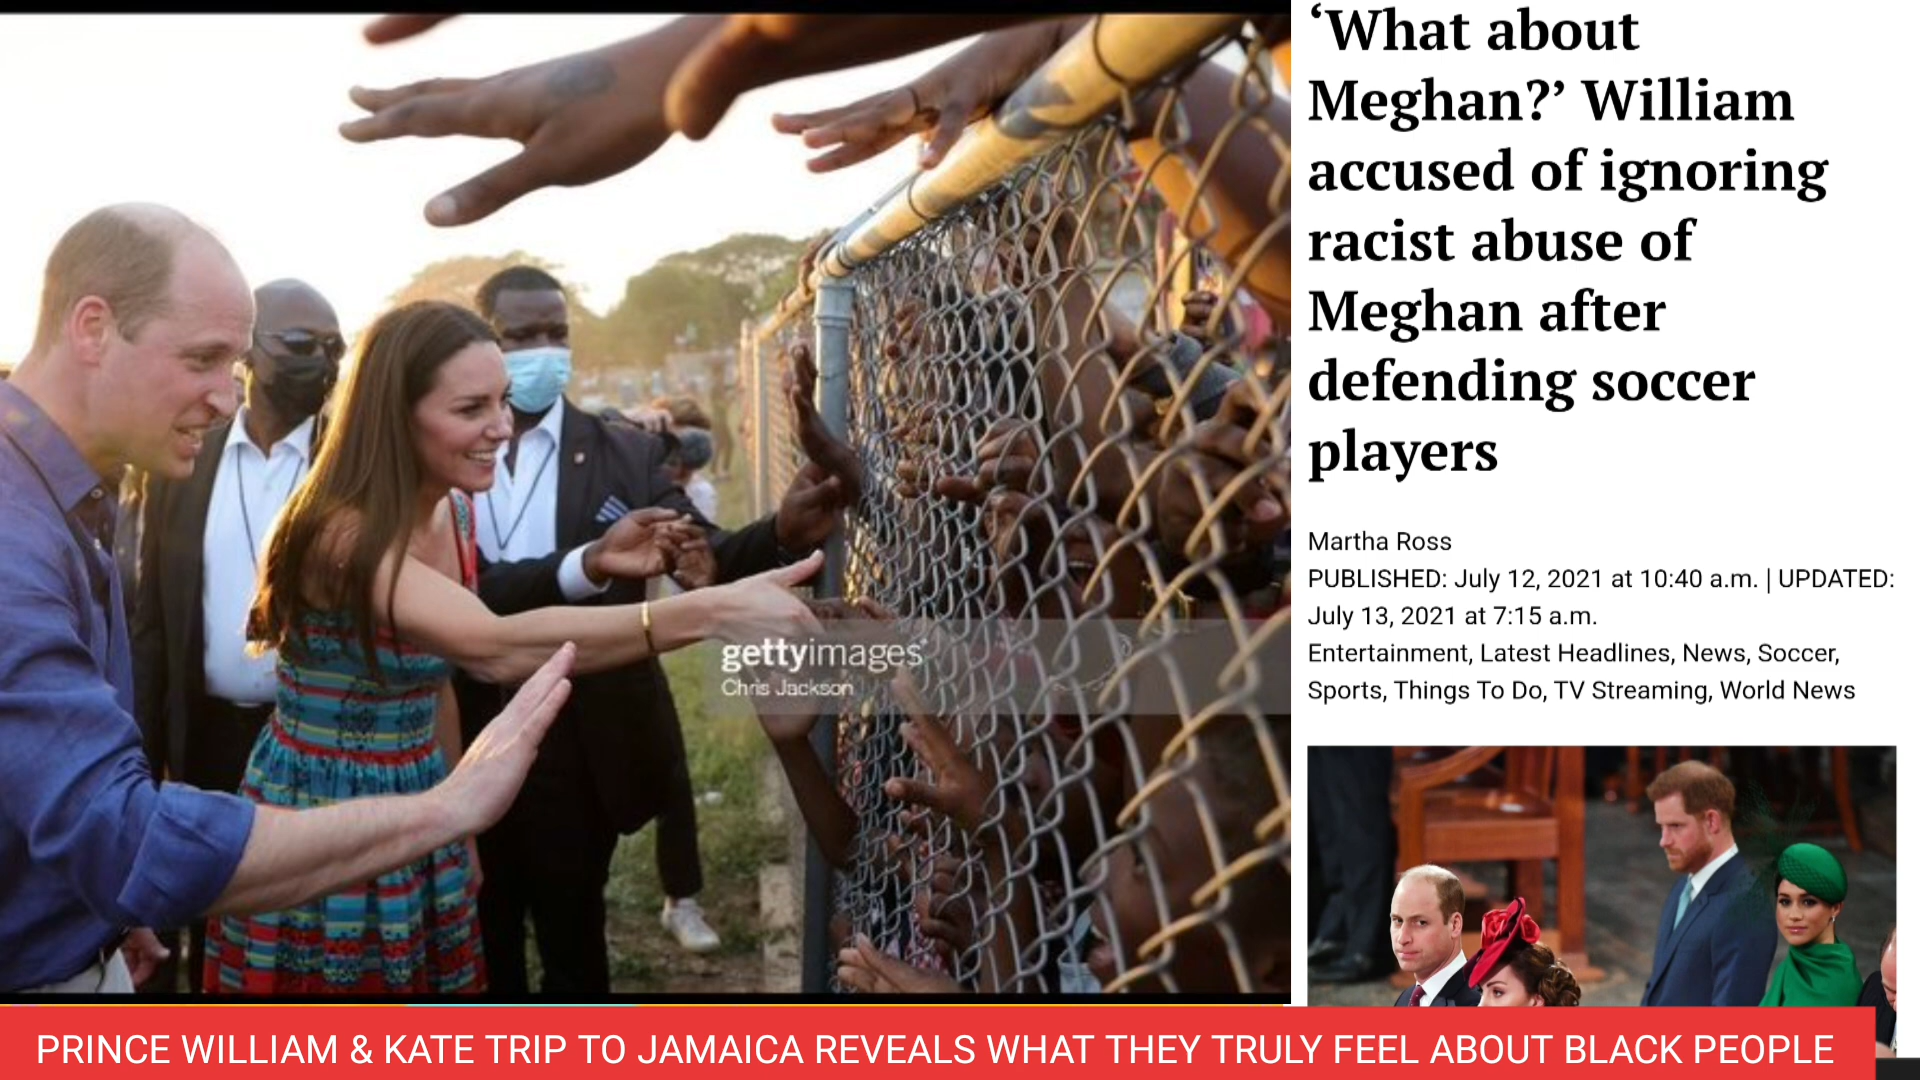 ‘What about
Meghan?’ William
accused of ignoring
racist abuse of
Meghan after
defending soccer
players
Martha Ross
PUBLISHED: July 12, 2021 at 10:40 a.m. | UPDATED:
July 13, 2021 at 7:15 a.m.
Entertainment, Latest Headlines, News, Soccer,
Sports, Things To Do, TV Streaming, World News
gettyimages
Chris Jackson
PRINCE WILLIAM & KATE TRIP TO JAMAICA REVEALS WHAT THEY TRULY FEEL ABOUT BLACK PEOPLE